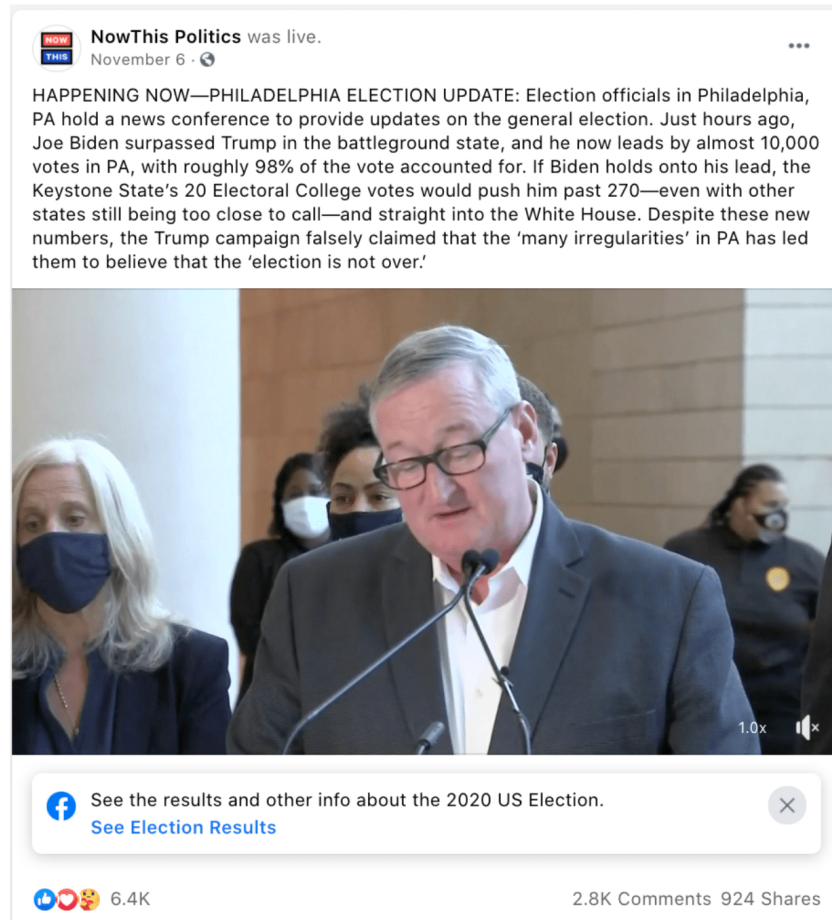 NOW
THIS
NowThis Politics was live.
November 6 ·
HAPPENING NOW—PHILADELPHIA ELECTION UPDATE: Election officials in Philadelphia,
PA hold a news conference to provide updates on the general election. Just hours ago,
Joe Biden surpassed Trump in the battleground state, and he now leads by almost 10,000
votes in PA, with roughly 98% of the vote accounted for. If Biden holds onto his lead, the
Keystone State's 20 Electoral College votes would push him past 270—even with other
states still being too close to call—and straight into the White House. Despite these new
numbers, the Trump campaign falsely claimed that the 'many irregularities' in PA has led
them to believe that the 'election is not over.'
1.0x
See the results and other info about the 2020 US Election.
See Election Results
6.4K 2.8K Comments 924 Shares